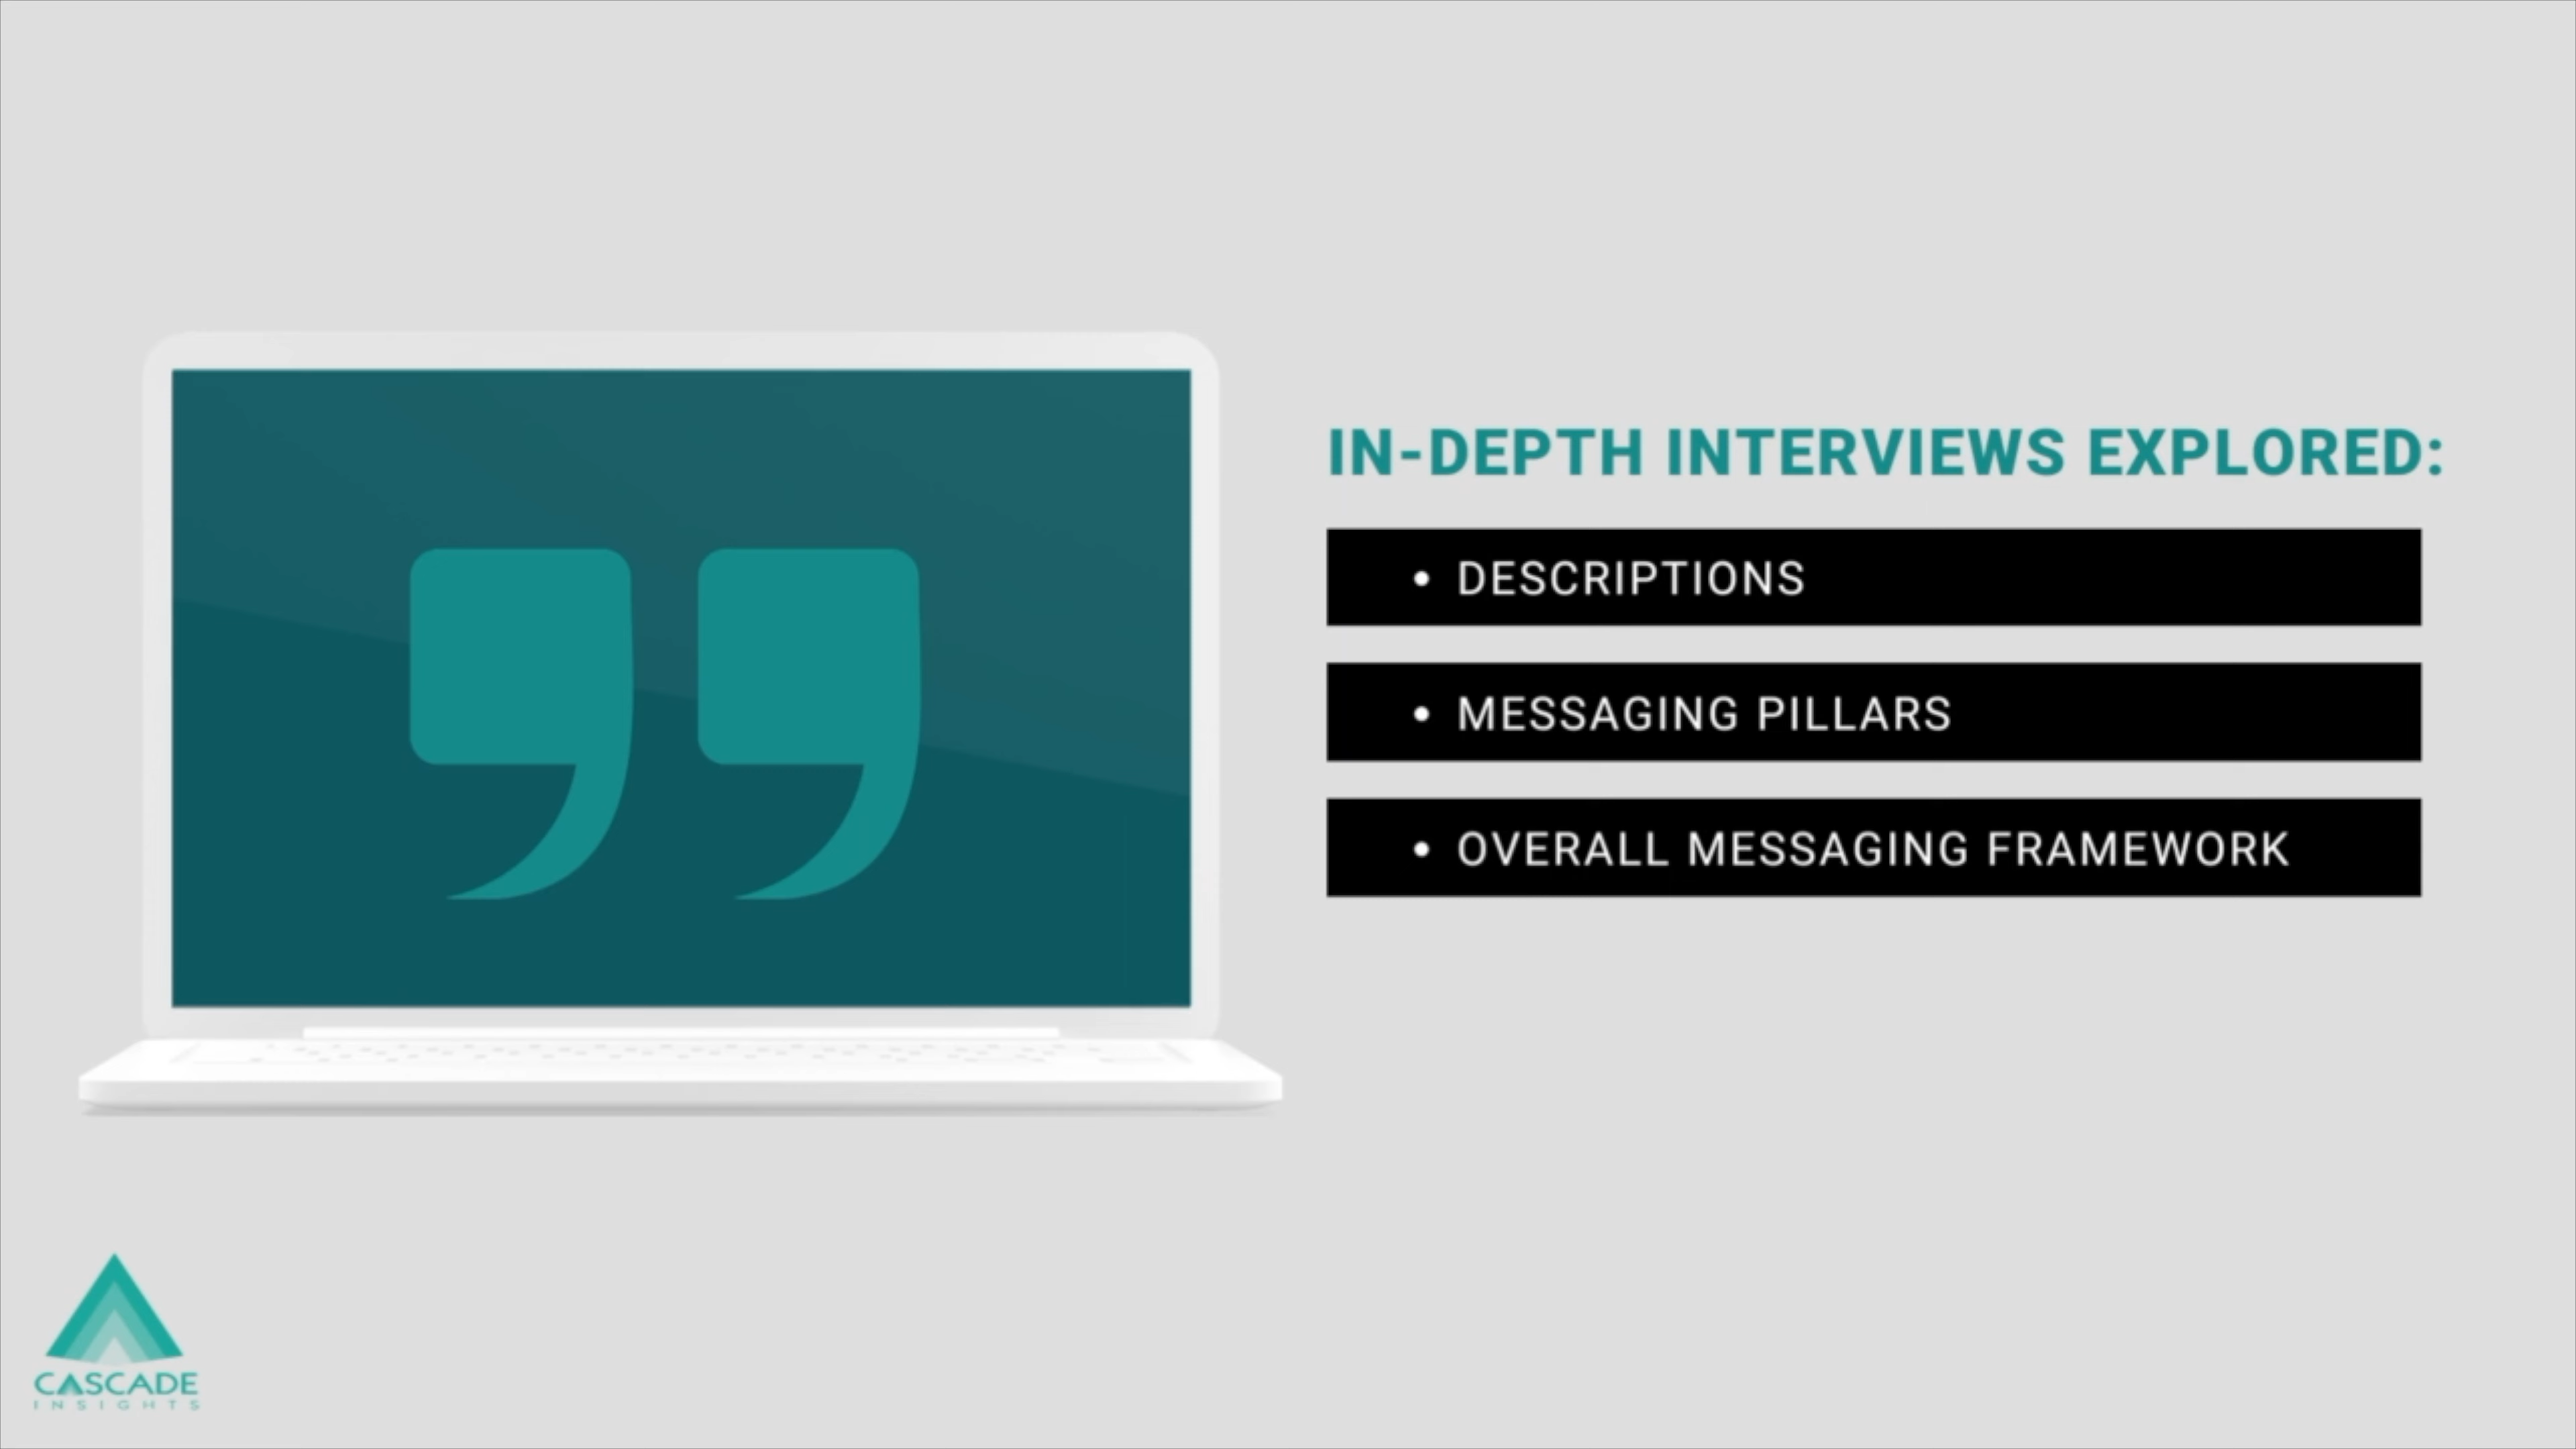 IN-DEPTH INTERVIEWS EXPLORED:
• DESCRIPTIONS
• MESSAGING PILLARS
• OVERALL MESSAGING FRAMEWORK
CASCADE
INSIGHTS